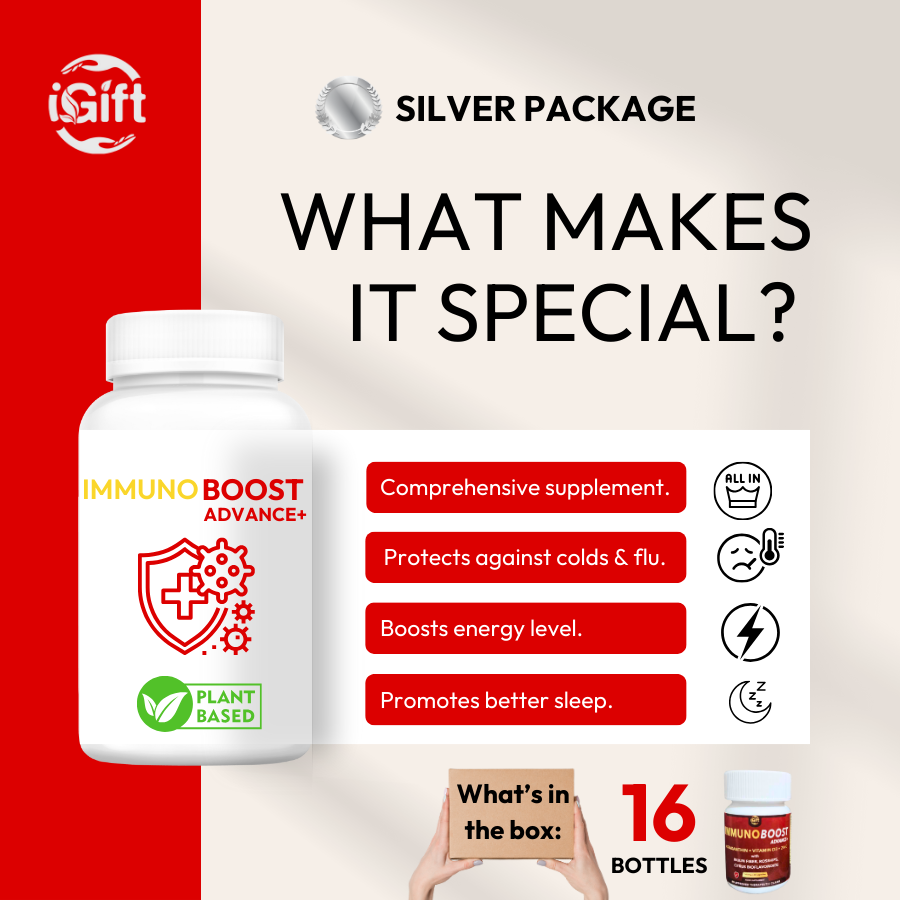 iGift
SILVER PACKAGE
WHAT MAKES
IT SPECIAL?
IMMUNO BOOST
ADVANCE+
PLANT
BASED
Comprehensive supplement.
ALL IN
Protects against colds & flu.
Boosts energy level.
Promotes better sleep.
z
z
z
What's in
the box:
16
BOTTLES
IMMUNOBOOST
ADVANCE+